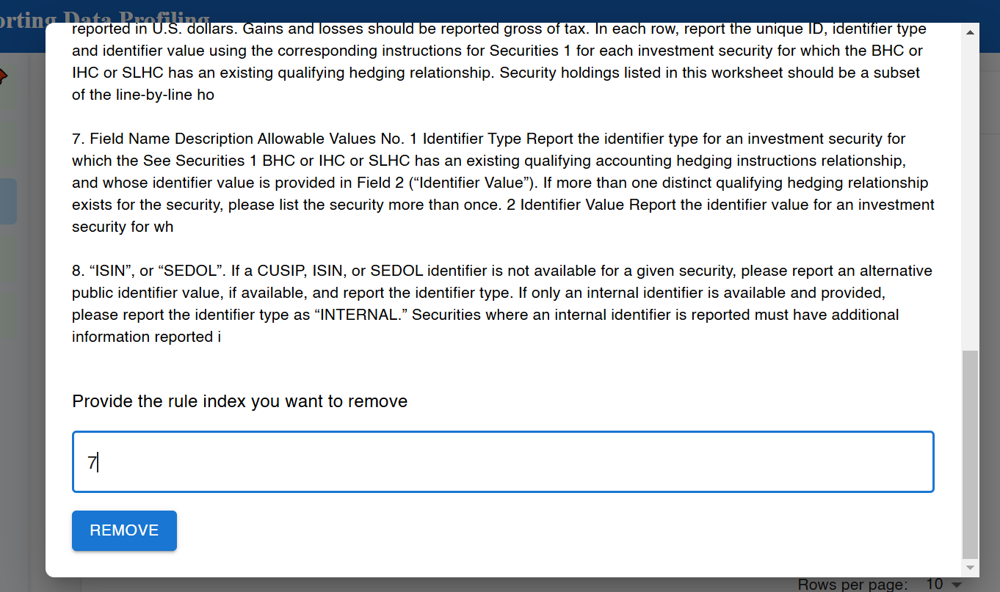 orting Data Profiling
reported in U.S. dollars. Gains and losses should be reported gross of tax. In each row, report the unique ID, identifier type
and identifier value using the corresponding instructions for Securities 1 for each investment security for which the BHC or
IHC or SLHC has an existing qualifying hedging relationship. Security holdings listed in this worksheet should be a subset
of the line-by-line ho
7. Field Name Description Allowable Values No. 1 Identifier Type Report the identifier type for an investment security for
which the See Securities 1 BHC or IHC or SLHC has an existing qualifying accounting hedging instructions relationship,
and whose identifier value is provided in Field 2 (“Identifier Value”). If more than one distinct qualifying hedging relationship
exists for the security, please list the security more than once. 2 Identifier Value Report the identifier value for an investment
security for wh
8. “ISIN”, or “SEDOL”. If a CUSIP, ISIN, or SEDOL identifier is not available for a given security, please report an alternative
public identifier value, if available, and report the identifier type. If only an internal identifier is available and provided,
please report the identifier type as “INTERNAL.” Securities where an internal identifier is reported must have additional
information reported i
Provide the rule index you want to remove
7
REMOVE
Rows per page: 10